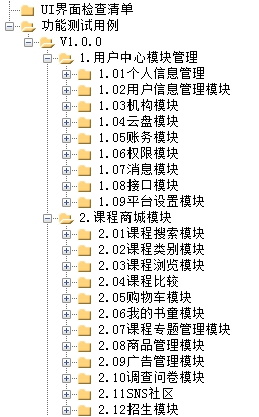 UI界面检查清单
功能测试用例
V1.0.0
1.用户中心模块管理
1.01个人信息管理
1.02用户信息管理模块
1.03机构模块
1.04云盘模块
1.05账务模块
1.06权限模块
1.07消息模块
1.08接口模块
1.09平台设置模块
2.课程商城模块
2.01课程搜索模块
2.02课程类别模块
2.03课程浏览模块
2.04课程比较
2.05购物车模块
2.06我的书童模块
2.07课程专题管理模块
2.08商品管理模块
2.09广告管理模块
2.10调查问卷模块
2.11SNS社区
2.12招生模块